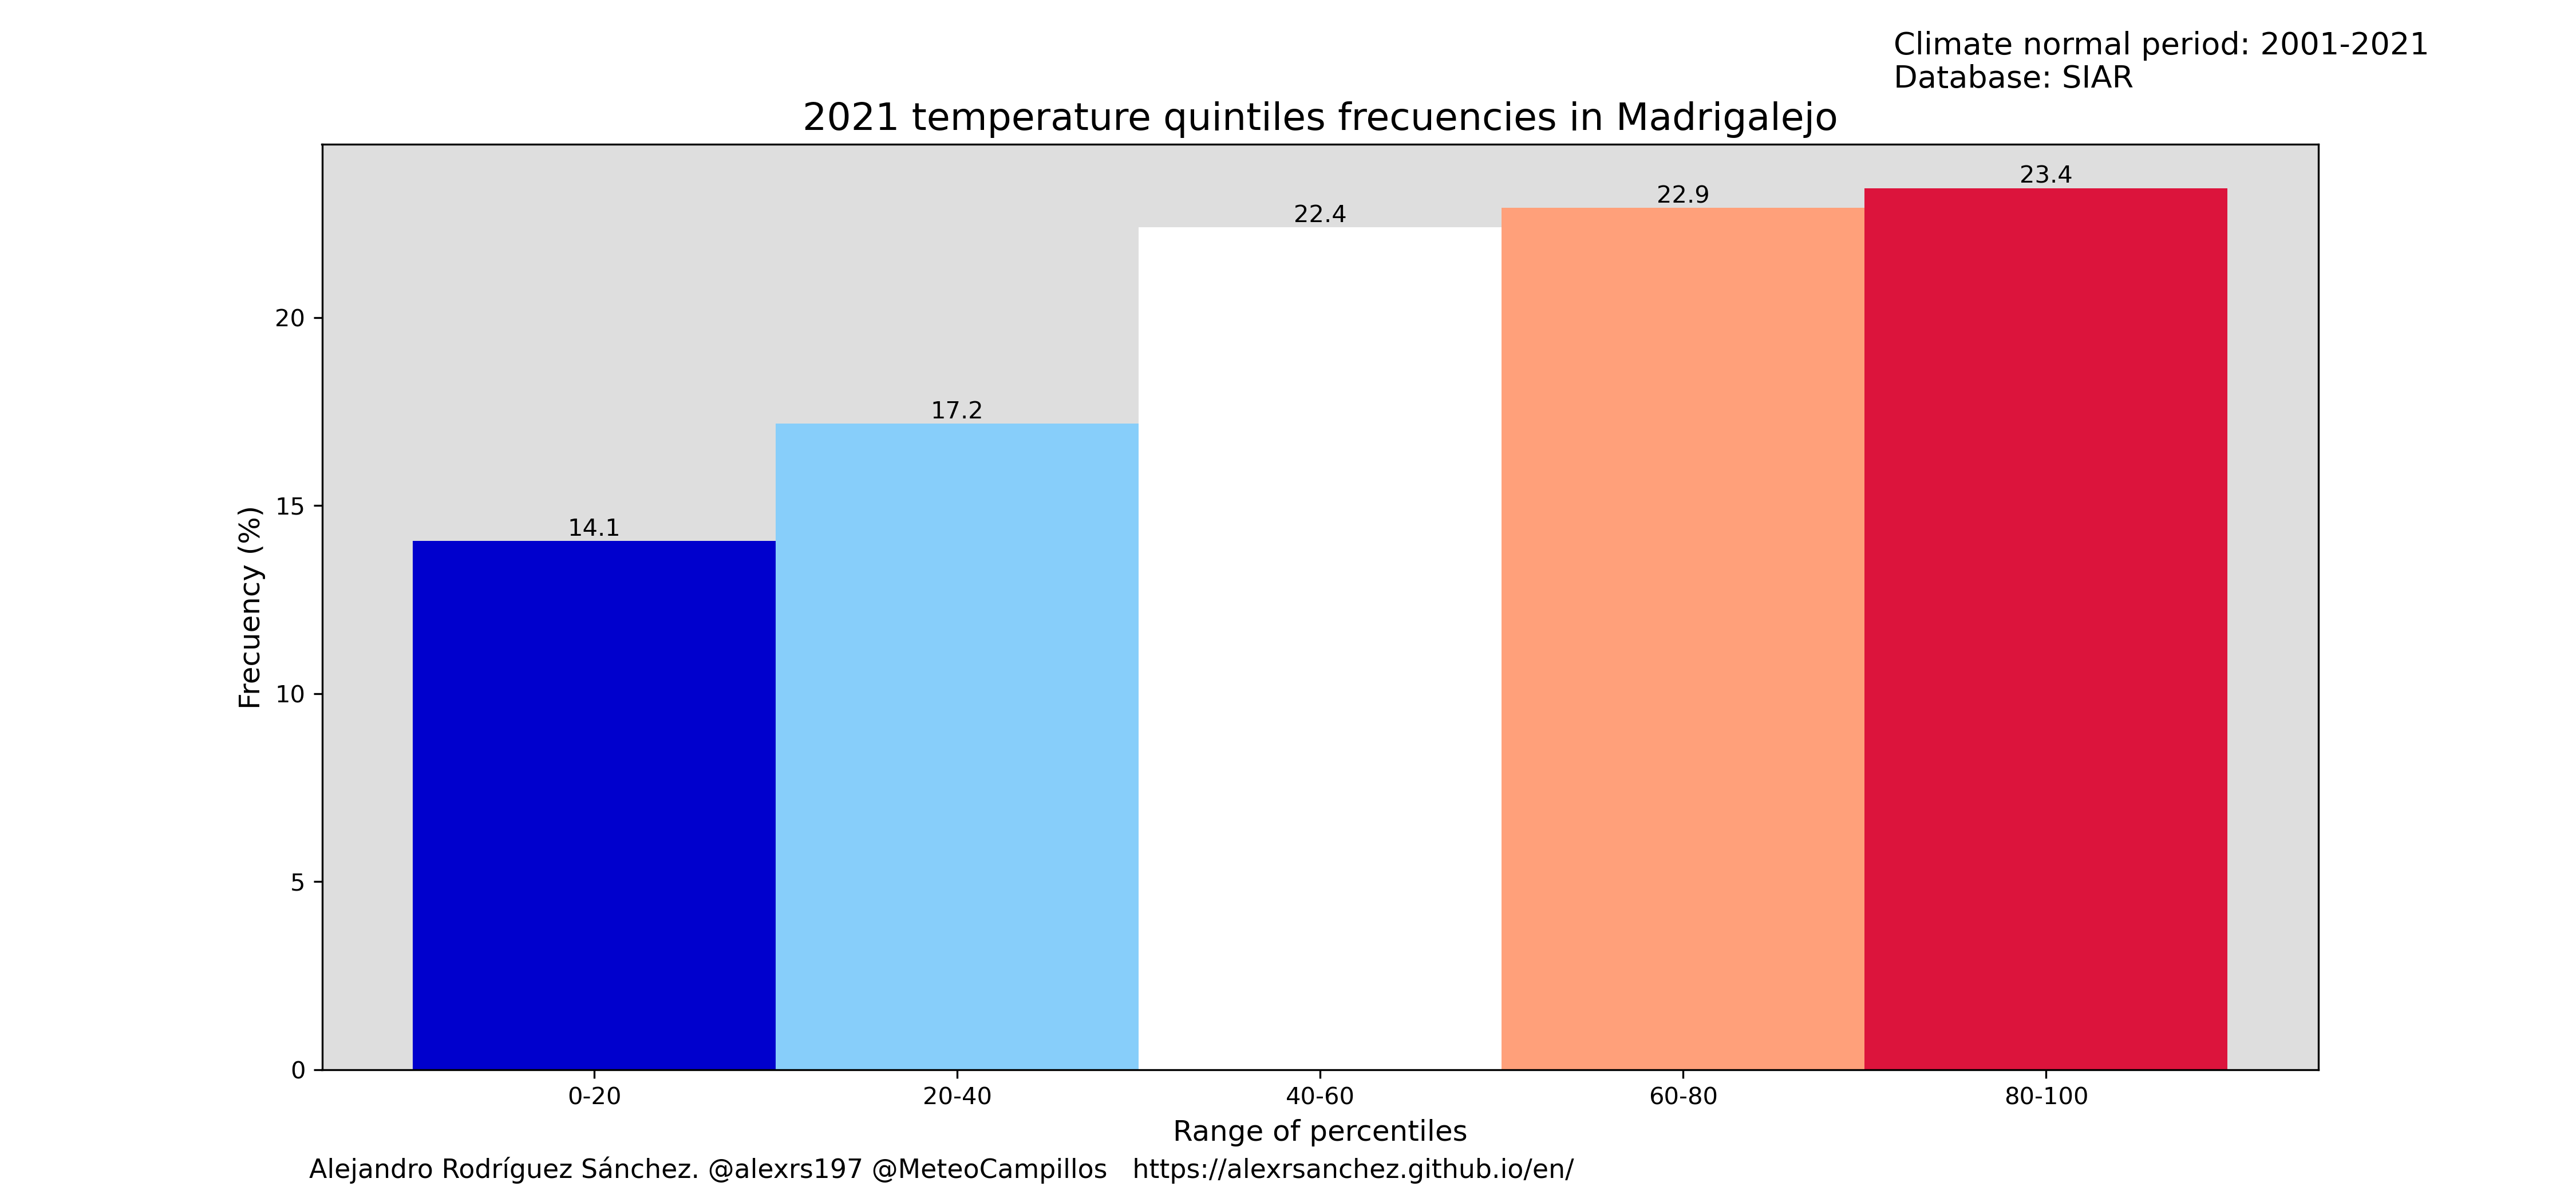 Climate normal period: 2001-2021
Database: SIAR
2021 temperature quintiles frecuencies in Madrigalejo
23.4
22.9
22.4
20
17.2
15
14.1
10
5
0
Frecuency (%)
0-20 20-40 40-60 60-80 80-100
Range of percentiles
Alejandro Rodríguez Sánchez. @alexrs197 @MeteoCampillos https://alexrsanchez.github.io/en/